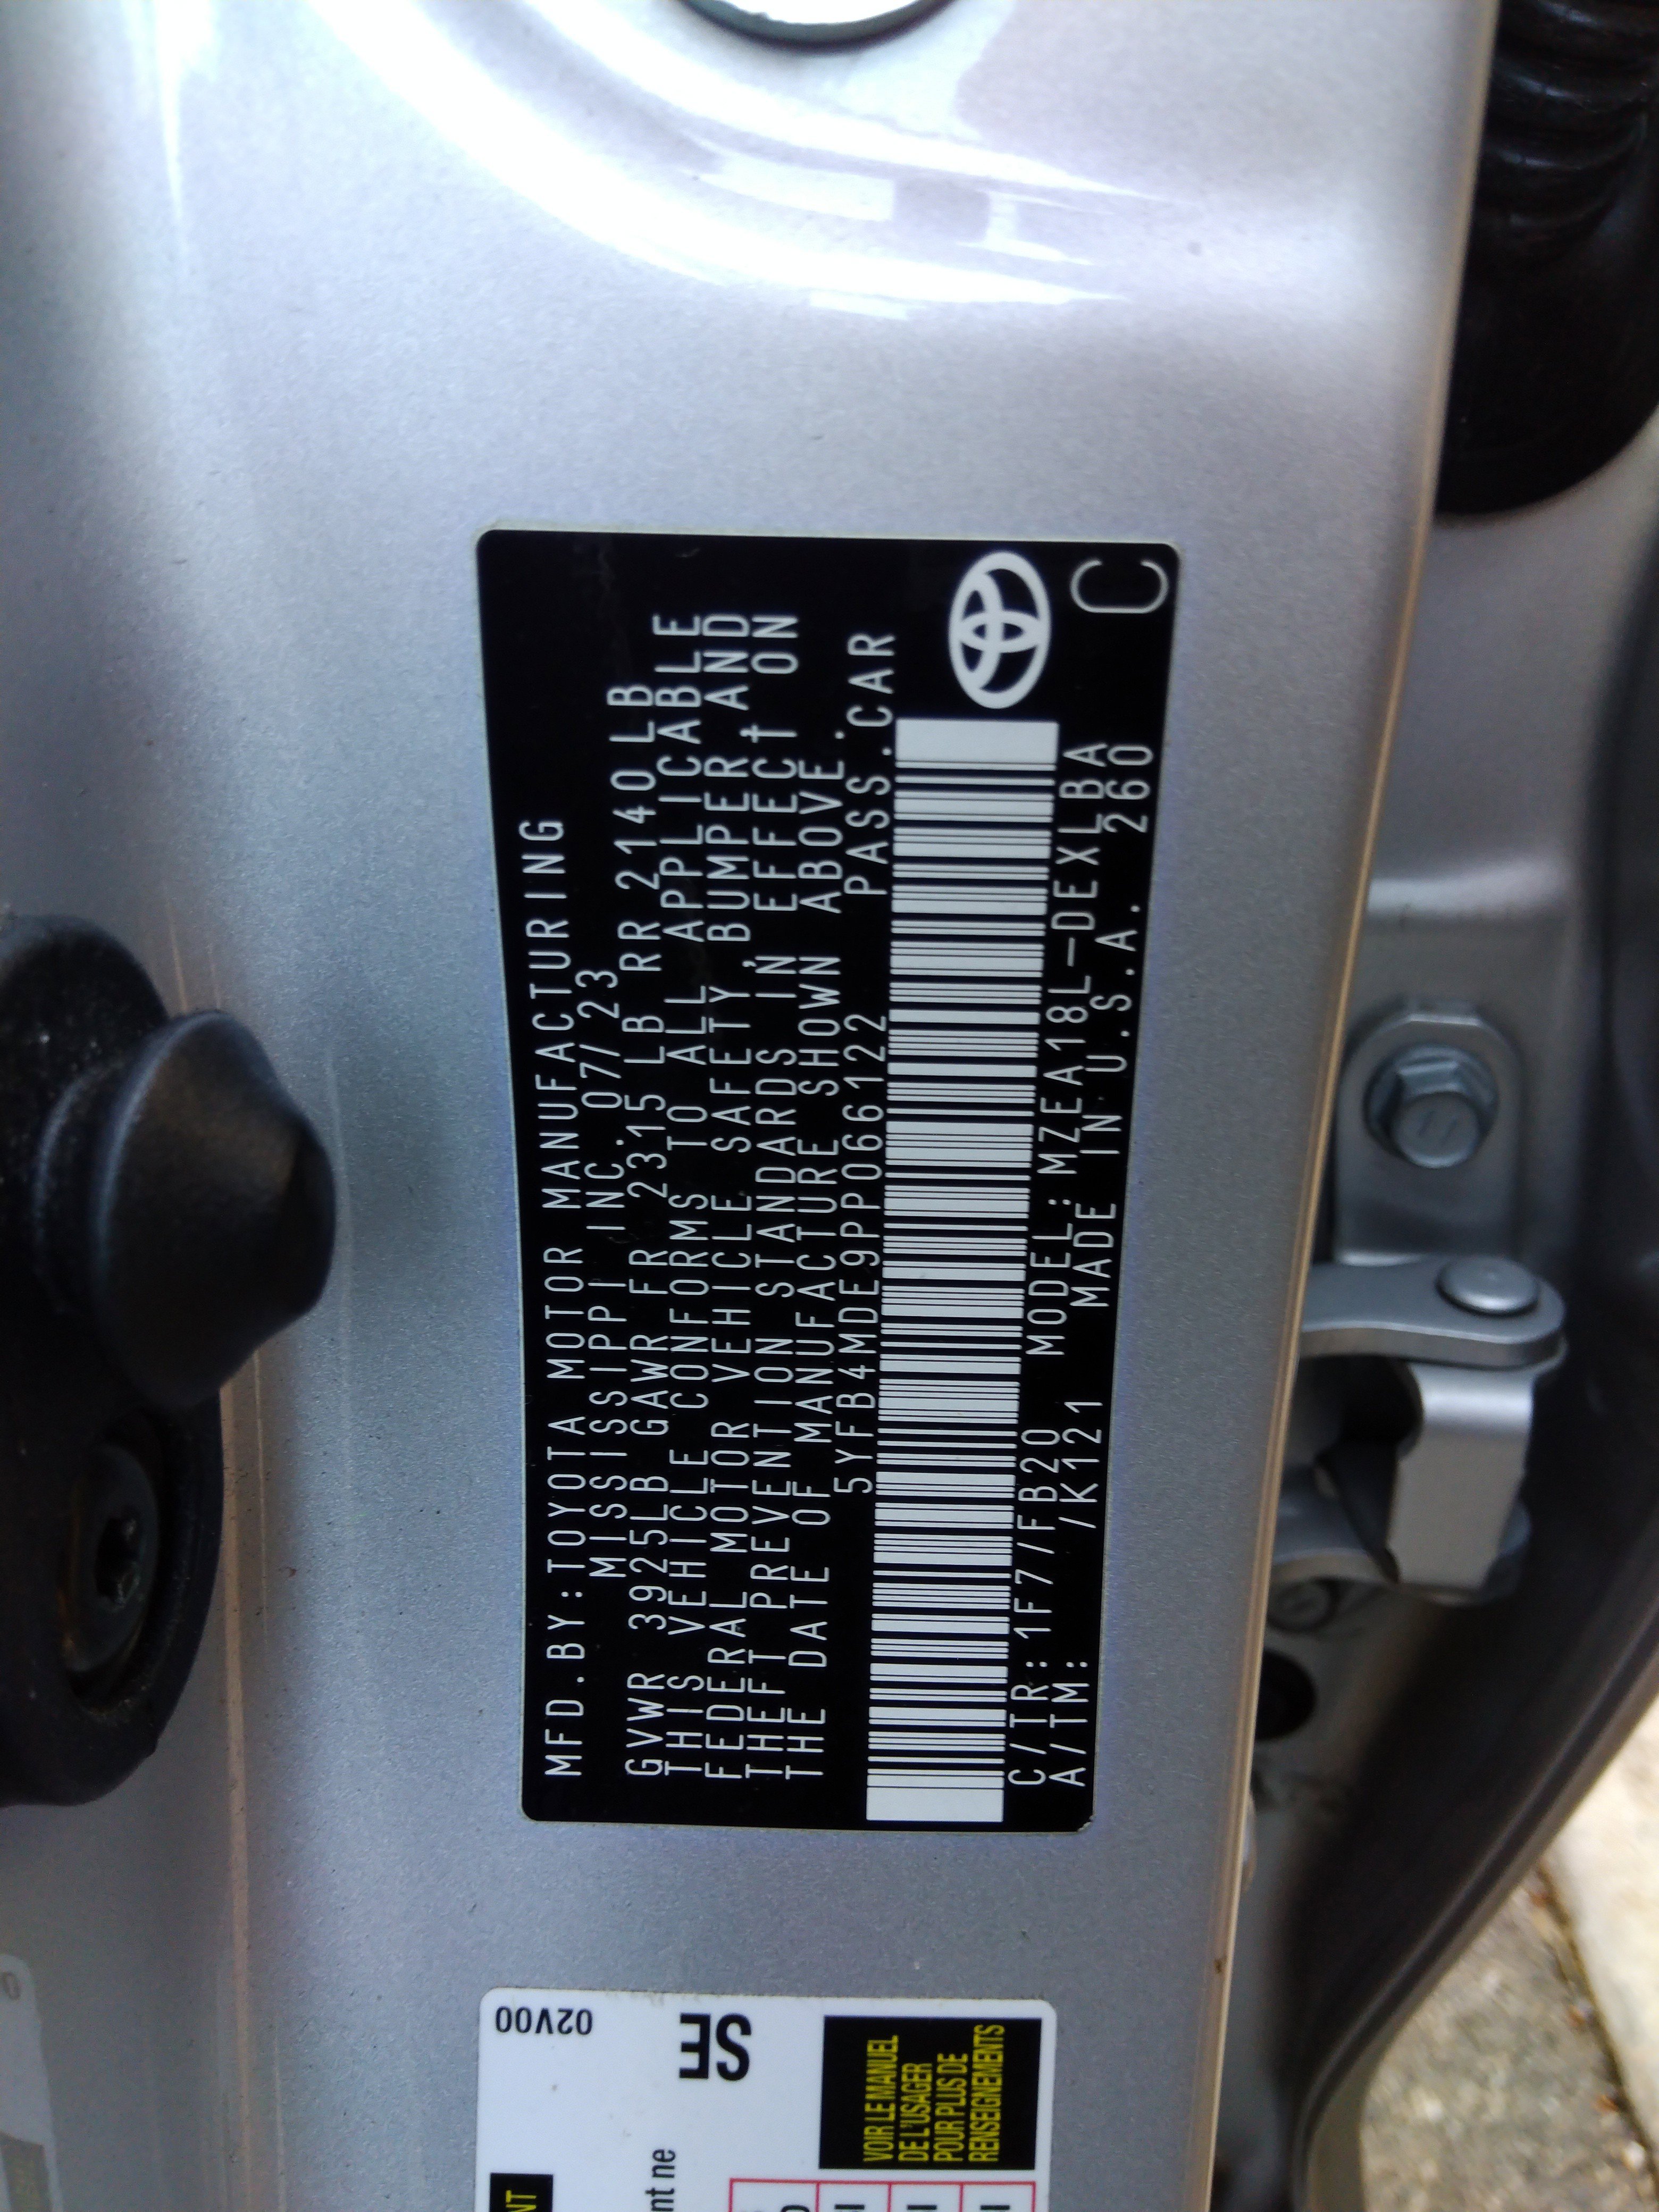 MFD.BY:TOYOTA MOTOR MANUFACTURING
MISSISSIPPI INC. 07/23
GVWR 3925LB GAWR FR 2315 LB RR 2140LB
THIS VEHICLE CONFORMS TO ALL APPLICABLE
FEDERAL MOTOR VEHICLE SAFETY, BUMPER AND
THEFT PREVENTION STANDARDS IN EFFECT ON
THE DATE OF MANUFACTURE SHOWN ABOVE.
5YFB4MDE9PP066122 PASS.CAR
C/TR:1F7/FB20 MODEL:MZEA18L-DEXLBA
A/TM: /K121 MADE IN U.S.A. 260
C
02V00
SE
VOIR LE MANUEL
DE L'USAGER
POUR PLUS DE
RENSEIGNEMENTS